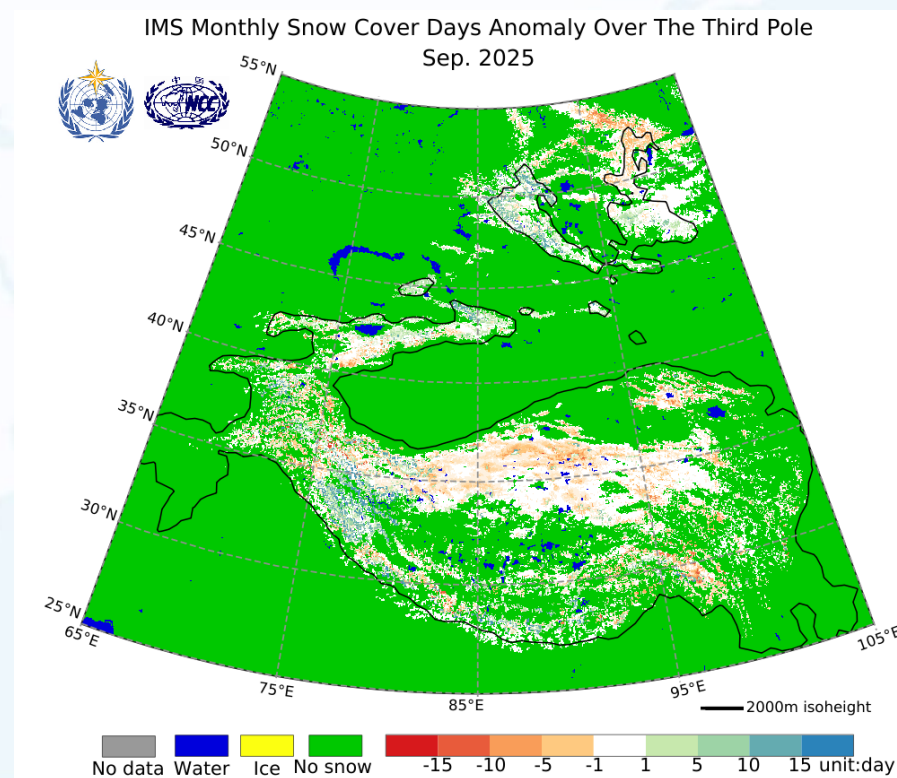 IMS Monthly Snow Cover Days Anomaly Over The Third Pole
Sep. 2025
55°N
50°N
45°N
40°N
35°N
30°N
25°N
65°E
75°E
85°E
95°E
105°E
NCC
2000m isoheight
No data Water Ice No snow -15 -10 -5 -1 1 5 10 15 unit:day